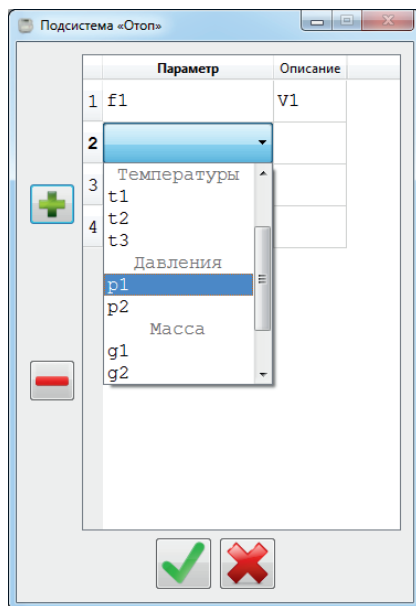 Подсистема «Отоп»
Параметр Описание
1 f1 V1
2
3
4
Температуры
t1
t2
t3
Давления
p1
p2
Масса
g1
g2